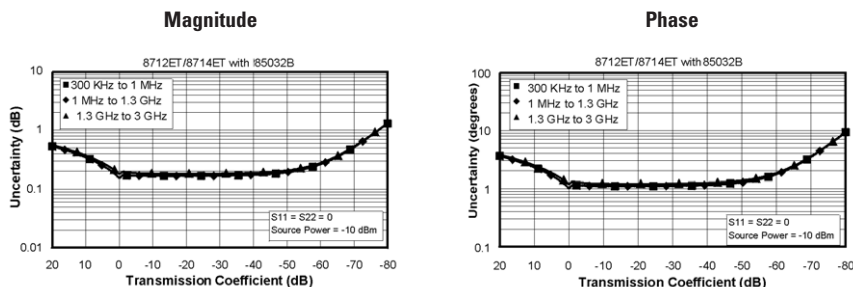 Magnitude
8712ET/8714ET with !85032B
10
1
0.1
0.01
Uncertainty (dB)
300 KHz to 1 MHz
1 MHz to 1.3 GHz
1.3 GHz to 3 GHz
S11 = S22 = 0
Source Power = -10 dBm
20 10 0 -10 -20 -30 -40 -50 -60 -70 -80
Transmission Coefficient (dB)
Phase
8712ET/8714ET with 85032B
100
10
1
0.1
Uncertainty (degrees)
300 KHz to 1 MHz
1 MHz to 1.3 GHz
1.3 GHz to 3 GHz
S11 = S22 = 0
Source Power = -10 dBm
20 10 0 -10 -20 -30 -40 -50 -60 -70 -80
Transmission Coefficient (dB)